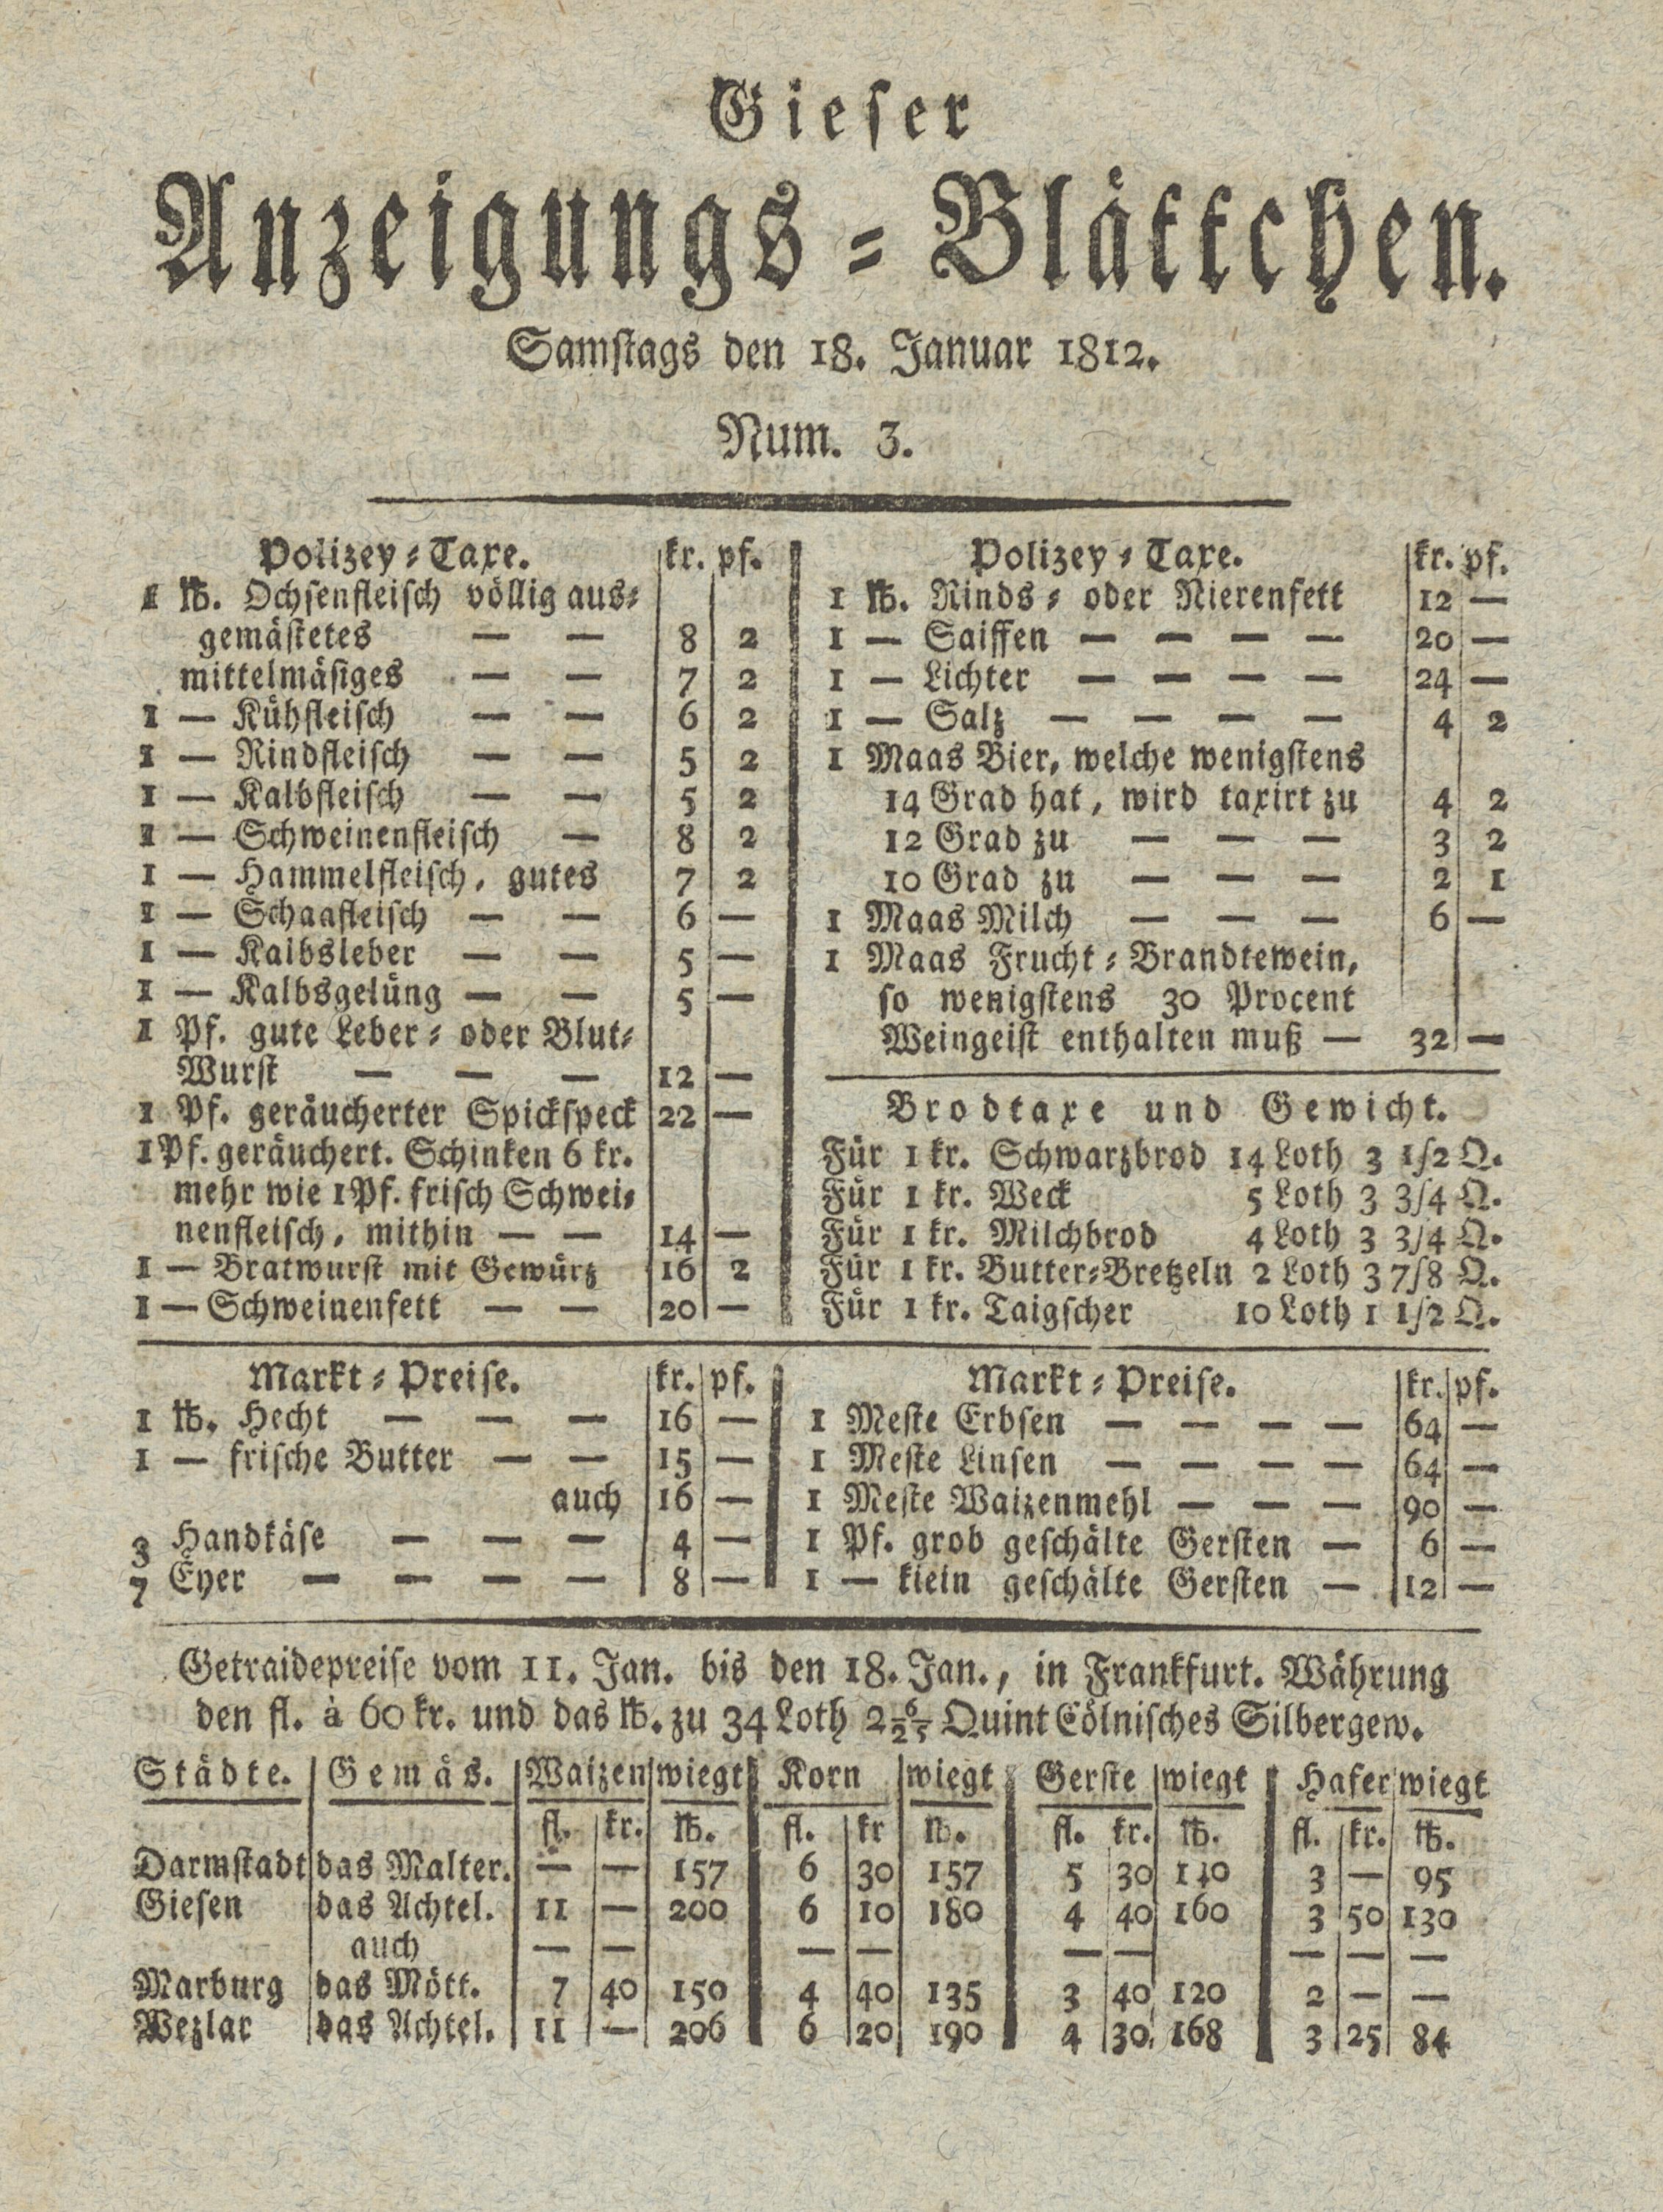 Gieser
Anzeigungs-Blättchen.
Samstags den 18. Januar 1812.
Num. 3.
Polizey-Taxe. kr. pf.
1 ℔. Ochsenfleisch völlig aus-
gemästetes — — 8 2
mittelmäsiges — — 7 2
1 — Kühfleisch — — 6 2
1 — Rindfleisch — — 5 2
1 — Kalbfleisch — — 5 2
1 — Schweinenfleisch — 8 2
1 — Hammelfleisch, gutes 7 2
1 — Schaafleisch — — 6 —
1 — Kalbsleber — — 5 —
1 — Kalbsgelüng — — 5 —
1 Pf. gute Leber- oder Blut-
Wurst — — — 12 —
1 Pf. geräucherter Spickspeck 22 —
1 Pf. geräuchert. Schinken 6 kr.
mehr wie 1 Pf. frisch Schwei-
nenfleisch, mithin — — 14 —
1 — Bratwurst mit Gewürz 16 2
1 — Schweinenfett — — 20 —
Polizey-Taxe. kr. pf.
1 ℔. Rinds- oder Nierenfett 12 —
1 — Saiffen — — — — 20 —
1 — Lichter — — — — 24 —
1 — Salz — — — — 4 2
1 Maas Bier, welche wenigstens
14 Grad hat, wird taxirt zu 4 2
12 Grad zu — — — 3 2
10 Grad zu — — — 2 1
1 Maas Milch — — — 6 —
1 Maas Frucht-Brandtewein,
so wenigstens 30 Procent
Weingeist enthalten muß — 32 —
Brodtaxe und Gewicht.
Für 1 kr. Schwarzbrod 14 Loth 3 1/2 Q.
Für 1 kr. Weck 5 Loth 3 3/4 Q.
Für 1 kr. Milchbrod 4 Loth 3 3/4 Q.
Für 1 kr. Butter-Bretzeln 2 Loth 3 7/8 Q.
Für 1 kr. Taigscher 10 Loth 1 1/2 Q.
Markt-Preise. kr. pf.
1 ℔. Hecht — — — 16 —
1 — frische Butter — — 15 —
auch 16 —
3 Handkäse — — — 4 —
7 Eyer — — — — 8 —
Markt-Preise. kr. pf.
1 Meste Erbsen — — — — 64 —
1 Meste Linsen — — — — 64 —
1 Meste Waizenmehl — — — 90 —
1 Pf. grob geschälte Gersten — 6 —
1 — klein geschälte Gersten — 12 —
Getraidepreise vom 11. Jan. bis den 18. Jan., in Frankfurt. Währung
den fl. à 60 kr. und das ℔. zu 34 Loth 2 6/25 Quint Cölnisches Silbergew.
Städte. Gemäs. Waizen wiegt Korn wiegt Gerste wiegt Hafer wiegt
fl. kr. ℔. fl. kr ℔. fl. kr. ℔. fl. kr. ℔.
Darmstadt das Malter. — — 157 6 30 157 5 30 140 3 — 95
Giesen das Achtel. 11 — 200 6 10 180 4 40 160 3 50 130
auch — — — — — — — — —
Marburg das Mött. 7 40 150 4 40 135 3 40 120 2 — —
Wezlar das Achtel. 11 — 206 6 20 190 4 30 168 3 25 84